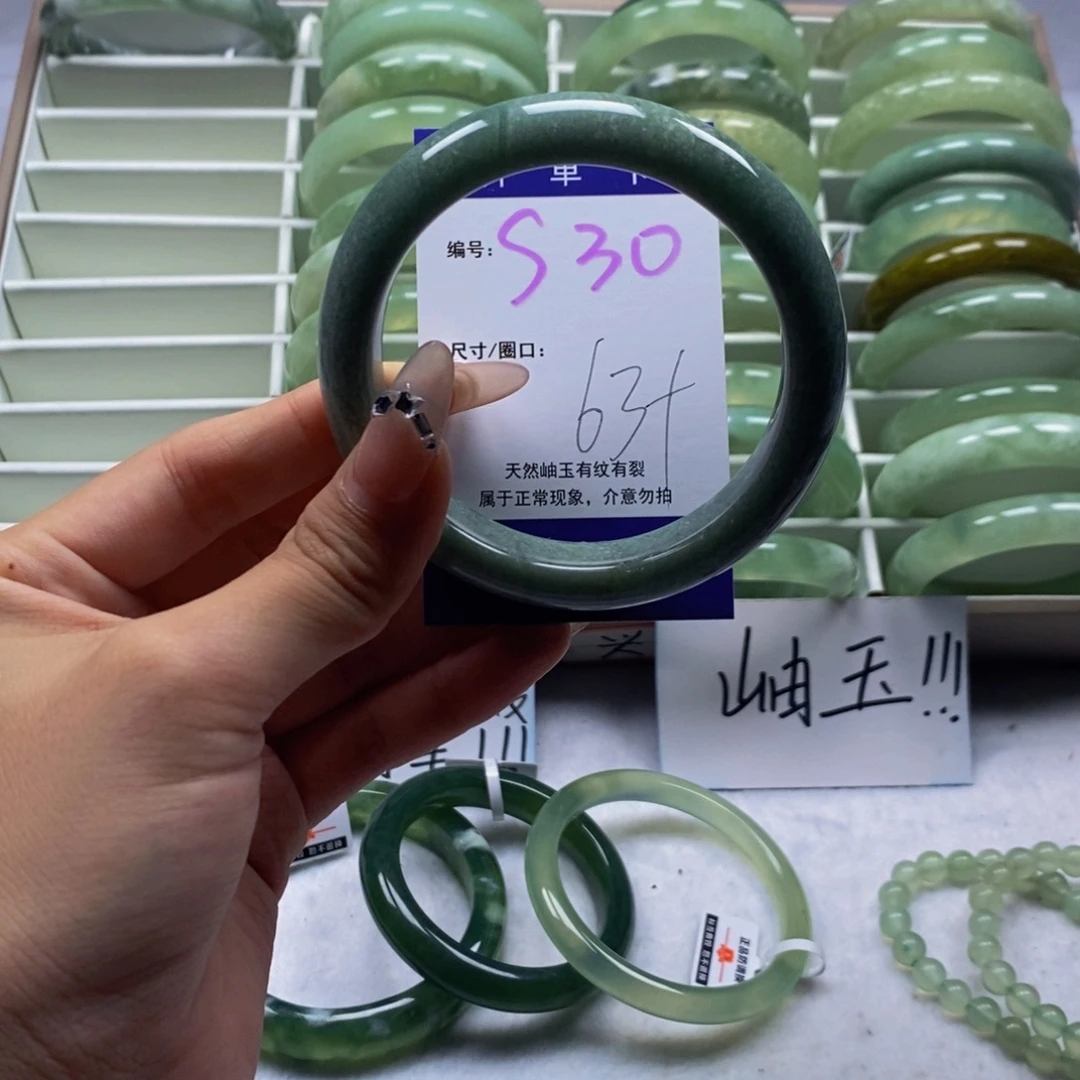 单
编号: S30
尺寸/圈口: 63+
天然岫玉有纹有裂
属于正常现象，介意勿拍
岫玉!!!